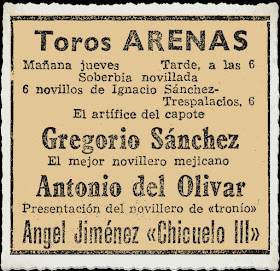 Toros ARENAS
Mañana jueves Tarde, a las 6
Soberbia novillada
6 novillos de Ignacio Sánchez-
Trespalacios, 6
El artífice del capote
Gregorio Sánchez
El mejor novillero mejicano
Antonio del Olivar
Presentación del novillero de «tronío»
Angel Jiménez «Chicuelo III»